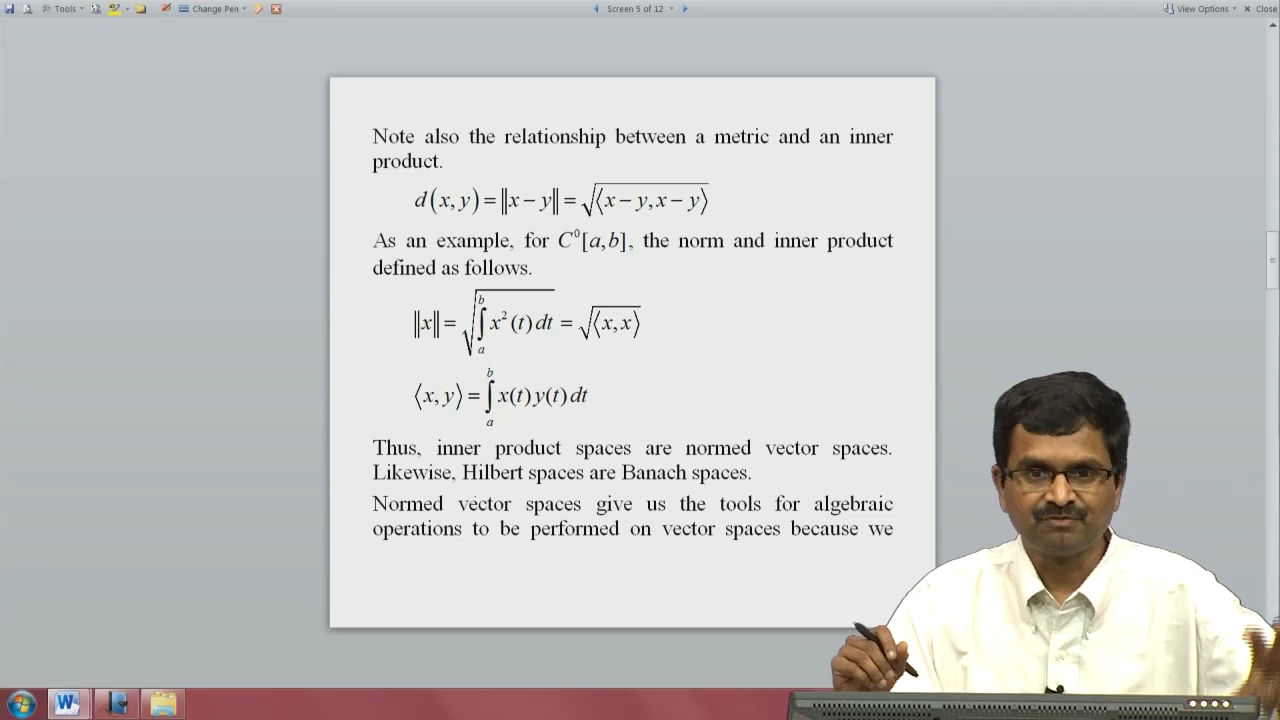 Tools Change Pen Screen 5 of 12 View Options Close
Note also the relationship between a metric and an inner
product.
d(x, y) = ‖x − y‖ = √⟨x − y, x − y⟩
As an example, for C⁰[a,b], the norm and inner product
defined as follows.
‖x‖ = √(∫ₐᵇ x²(t) dt) = √⟨x, x⟩
⟨x, y⟩ = ∫ₐᵇ x(t) y(t) dt
Thus, inner product spaces are normed vector spaces.
Likewise, Hilbert spaces are Banach spaces.
Normed vector spaces give us the tools for algebraic
operations to be performed on vector spaces because we